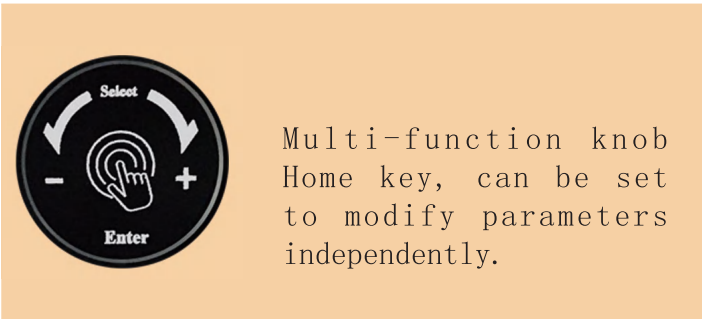 Select
- +
Enter
Multi-function knob
Home key, can be set
to modify parameters
independently.